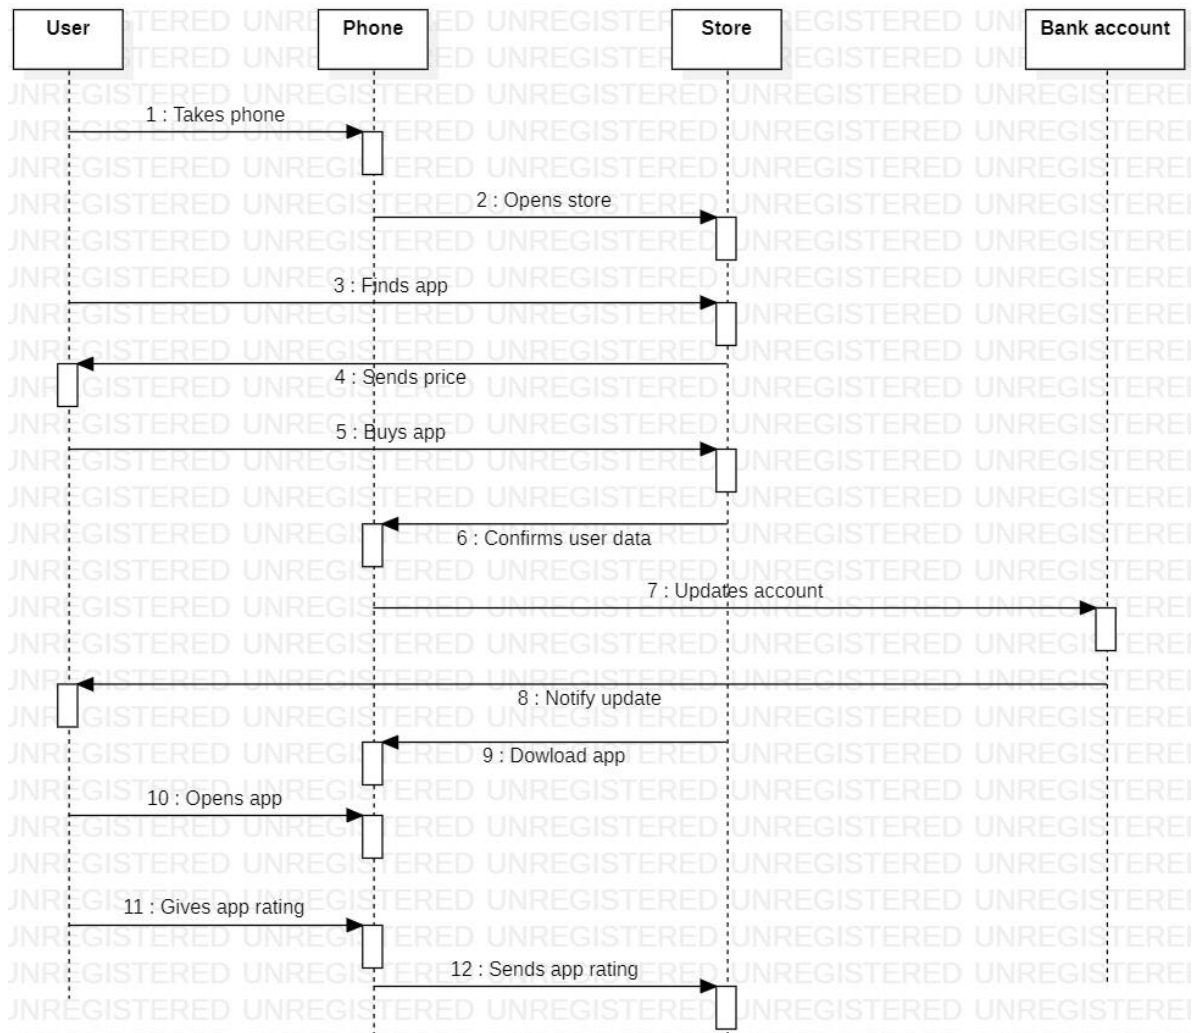 User
Phone
Store
Bank account
1 : Takes phone
2 : Opens store
3 : Finds app
4 : Sends price
5 : Buys app
6 : Confirms user data
7 : Updates account
8 : Notify update
9 : Dowload app
10 : Opens app
11 : Gives app rating
12 : Sends app rating
UNREGISTERED